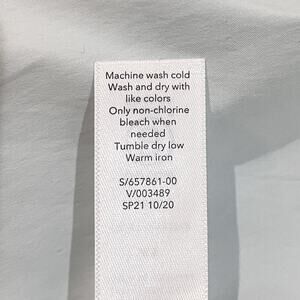 Machine wash cold
Wash and dry with
like colors
Only non-chlorine
bleach when
needed
Tumble dry low
Warm iron
S/657861-00
V/003489
SP21 10/20